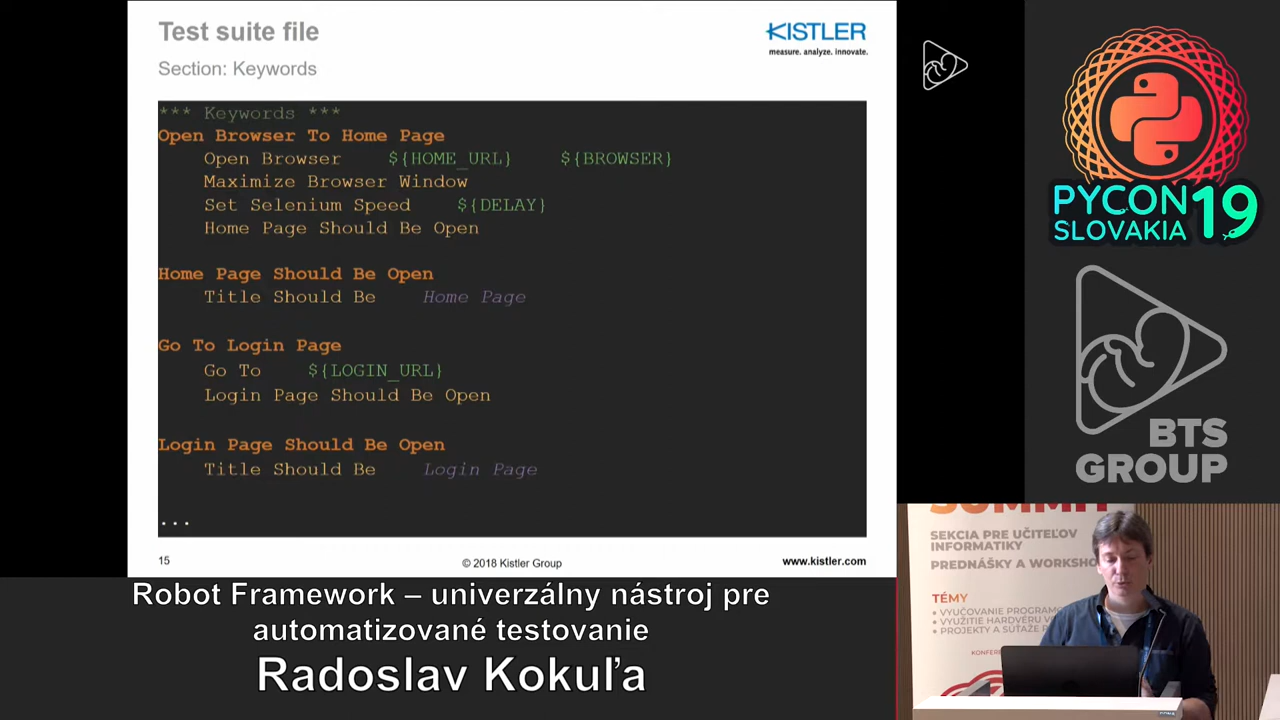 Test suite file
Section: Keywords
KISTLER
measure. analyze. innovate.
*** Keywords ***
Open Browser To Home Page
Open Browser    ${HOME_URL}    ${BROWSER}
Maximize Browser Window
Set Selenium Speed    ${DELAY}
Home Page Should Be Open
Home Page Should Be Open
Title Should Be    Home Page
Go To Login Page
Go To    ${LOGIN_URL}
Login Page Should Be Open
Login Page Should Be Open
Title Should Be    Login Page
...
15
© 2018 Kistler Group
www.kistler.com
PYCON
SLOVAKIA
19
BTS
GROUP
SEKCIA PRE UČITEĽOV
INFORMATIKY
PREDNÁŠKY A
TÉMY
Robot Framework – univerzálny nástroj pre
automatizované testovanie
Radoslav Kokuľa